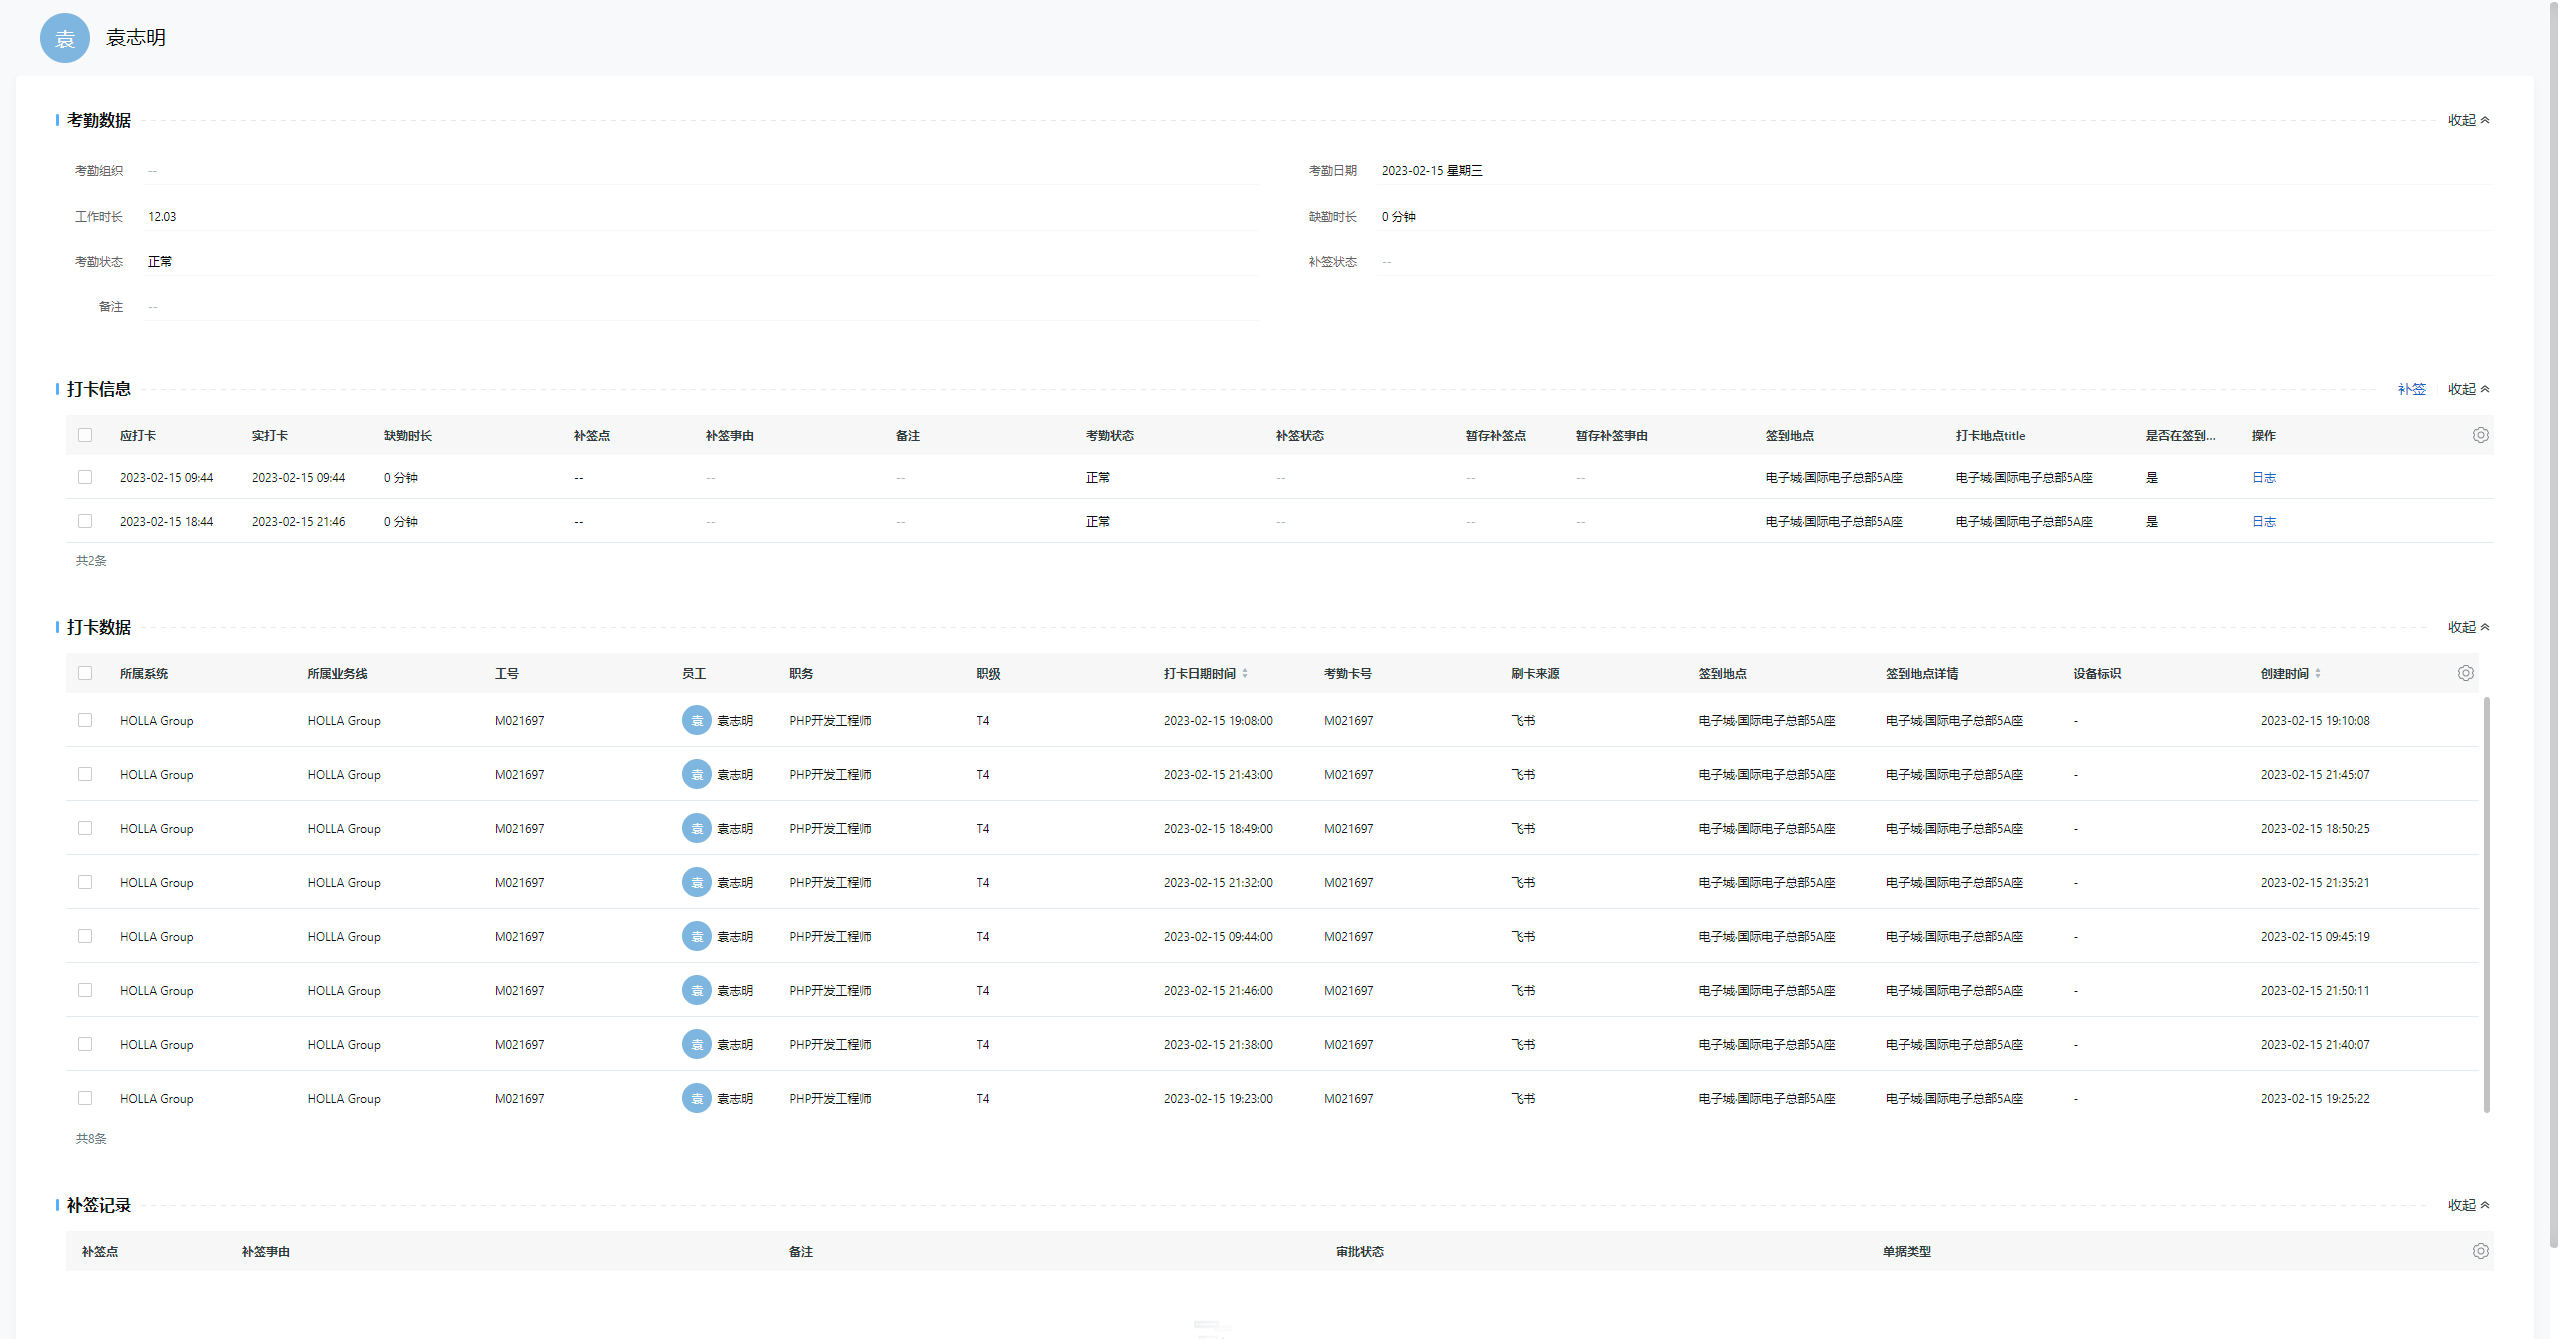 袁 袁志明
考勤数据 收起
考勤组织 -- 考勤日期 2023-02-15 星期三
工作时长 12.03 缺勤时长 0 分钟
考勤状态 正常 补签状态 --
备注 --
打卡信息 补签 收起
应打卡 实打卡 缺勤时长 补签点 补签事由 备注 考勤状态 补签状态 暂存补签点 暂存补签事由 签到地点 打卡地点title 是否在签到... 操作
2023-02-15 09:44 2023-02-15 09:44 0 分钟 -- -- -- 正常 -- -- -- 电子城·国际电子总部5A座 电子城·国际电子总部5A座 是 日志
2023-02-15 18:44 2023-02-15 21:46 0 分钟 -- -- -- 正常 -- -- -- 电子城·国际电子总部5A座 电子城·国际电子总部5A座 是 日志
共2条
打卡数据 收起
所属系统 所属业务线 工号 员工 职务 职级 打卡日期时间 考勤卡号 刷卡来源 签到地点 签到地点详情 设备标识 创建时间
HOLLA Group HOLLA Group M021697 袁 袁志明 PHP开发工程师 T4 2023-02-15 19:08:00 M021697 飞书 电子城·国际电子总部5A座 电子城·国际电子总部5A座 - 2023-02-15 19:10:08
HOLLA Group HOLLA Group M021697 袁 袁志明 PHP开发工程师 T4 2023-02-15 21:43:00 M021697 飞书 电子城·国际电子总部5A座 电子城·国际电子总部5A座 - 2023-02-15 21:45:07
HOLLA Group HOLLA Group M021697 袁 袁志明 PHP开发工程师 T4 2023-02-15 18:49:00 M021697 飞书 电子城·国际电子总部5A座 电子城·国际电子总部5A座 - 2023-02-15 18:50:25
HOLLA Group HOLLA Group M021697 袁 袁志明 PHP开发工程师 T4 2023-02-15 21:32:00 M021697 飞书 电子城·国际电子总部5A座 电子城·国际电子总部5A座 - 2023-02-15 21:35:21
HOLLA Group HOLLA Group M021697 袁 袁志明 PHP开发工程师 T4 2023-02-15 09:44:00 M021697 飞书 电子城·国际电子总部5A座 电子城·国际电子总部5A座 - 2023-02-15 09:45:19
HOLLA Group HOLLA Group M021697 袁 袁志明 PHP开发工程师 T4 2023-02-15 21:46:00 M021697 飞书 电子城·国际电子总部5A座 电子城·国际电子总部5A座 - 2023-02-15 21:50:11
HOLLA Group HOLLA Group M021697 袁 袁志明 PHP开发工程师 T4 2023-02-15 21:38:00 M021697 飞书 电子城·国际电子总部5A座 电子城·国际电子总部5A座 - 2023-02-15 21:40:07
HOLLA Group HOLLA Group M021697 袁 袁志明 PHP开发工程师 T4 2023-02-15 19:23:00 M021697 飞书 电子城·国际电子总部5A座 电子城·国际电子总部5A座 - 2023-02-15 19:25:22
共8条
补签记录 收起
补签点 补签事由 备注 审批状态 单据类型